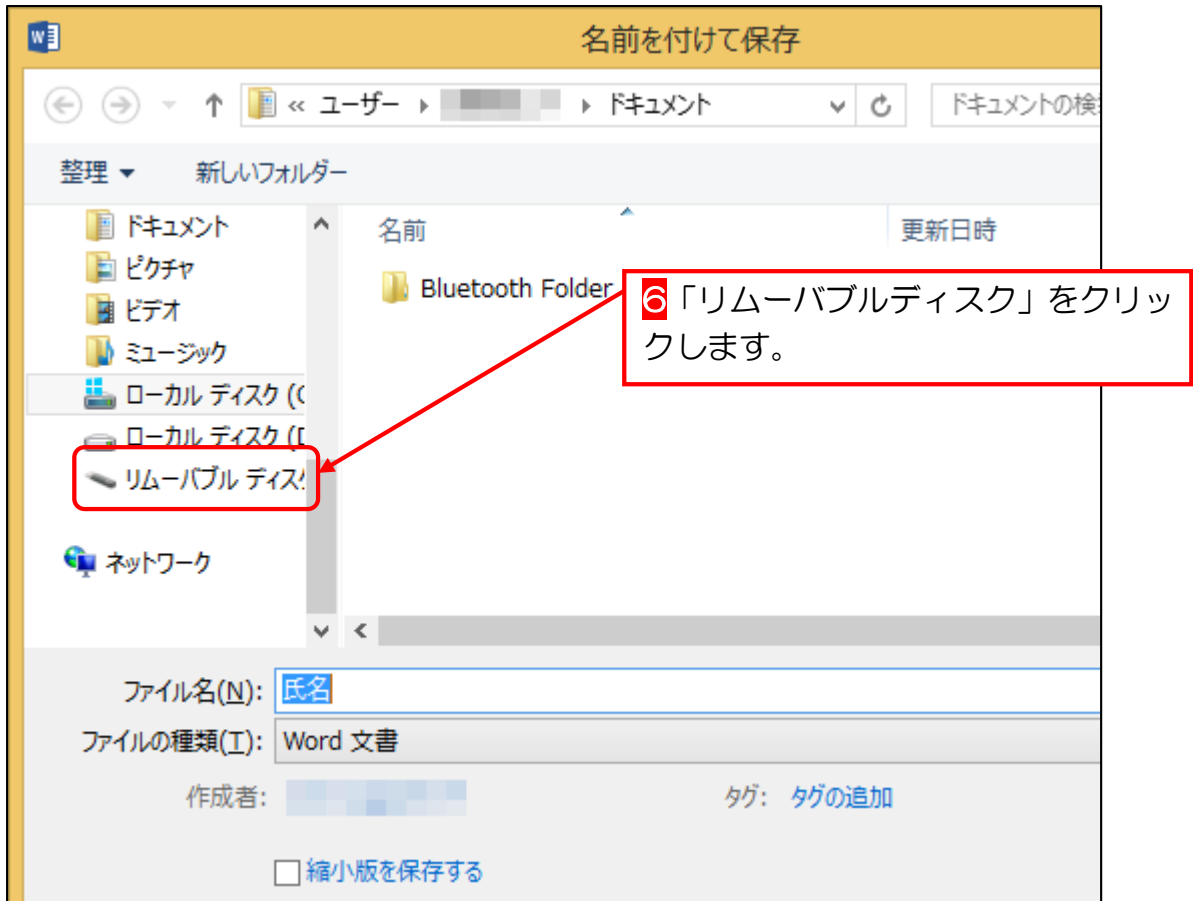 名前を付けて保存
« ユーザー ▸ ▸ ドキュメント
ドキュメントの検
整理 ▼ 新しいフォルダー
ドキュメント
ピクチャ
ビデオ
ミュージック
ローカル ディスク (C
ローカル ディスク (D
リムーバブル ディスク
ネットワーク
名前 更新日時
Bluetooth Folder
6「リムーバブルディスク」をクリッ
クします。
ファイル名(N): 氏名
ファイルの種類(T): Word 文書
作成者: タグ: タグの追加
縮小版を保存する